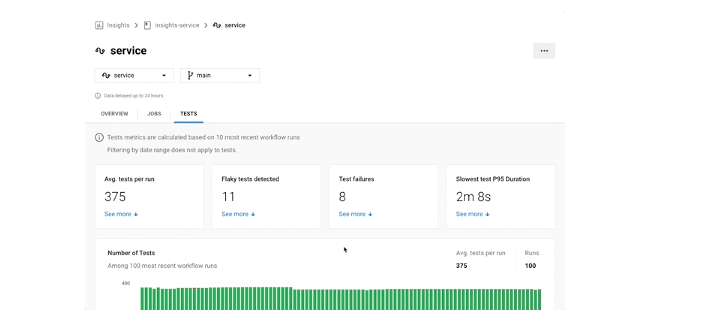 Insights > insights-service > service
service
...
service main
Data delayed up to 24 hours
OVERVIEW JOBS TESTS
Tests metrics are calculated based on 10 most recent workflow runs.
Filtering by date range does not apply to tests.
Avg. tests per run Flaky tests detected Test failures Slowest test P95 Duration
375 11 8 2m 8s
See more ↓ See more ↓ See more ↓ See more ↓
Number of Tests Avg. tests per run Runs
Among 100 most recent workflow runs 375 100
400